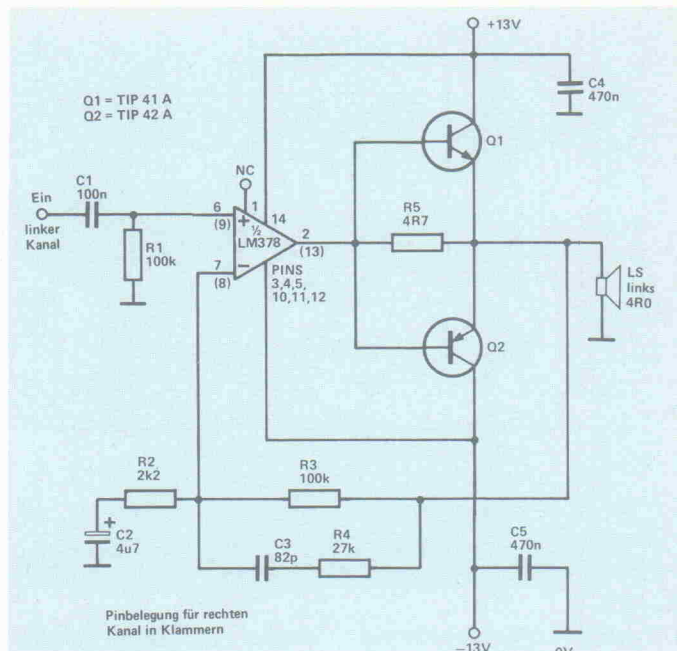 +13V
Q1 = TIP 41 A
Q2 = TIP 42 A
C4
470n
Q1
NC
C1
100n
Ein
linker
Kanal
6
(9)
1
14
+
½
LM378
2
(13)
R5
4R7
R1
100k
7
(8)
−
PINS
3,4,5,
10,11,12
LS
links
4R0
Q2
R2
2k2
R3
100k
+
C2
4u7
C3
82p
R4
27k
C5
470n
Pinbelegung für rechten
Kanal in Klammern
−13V
0V